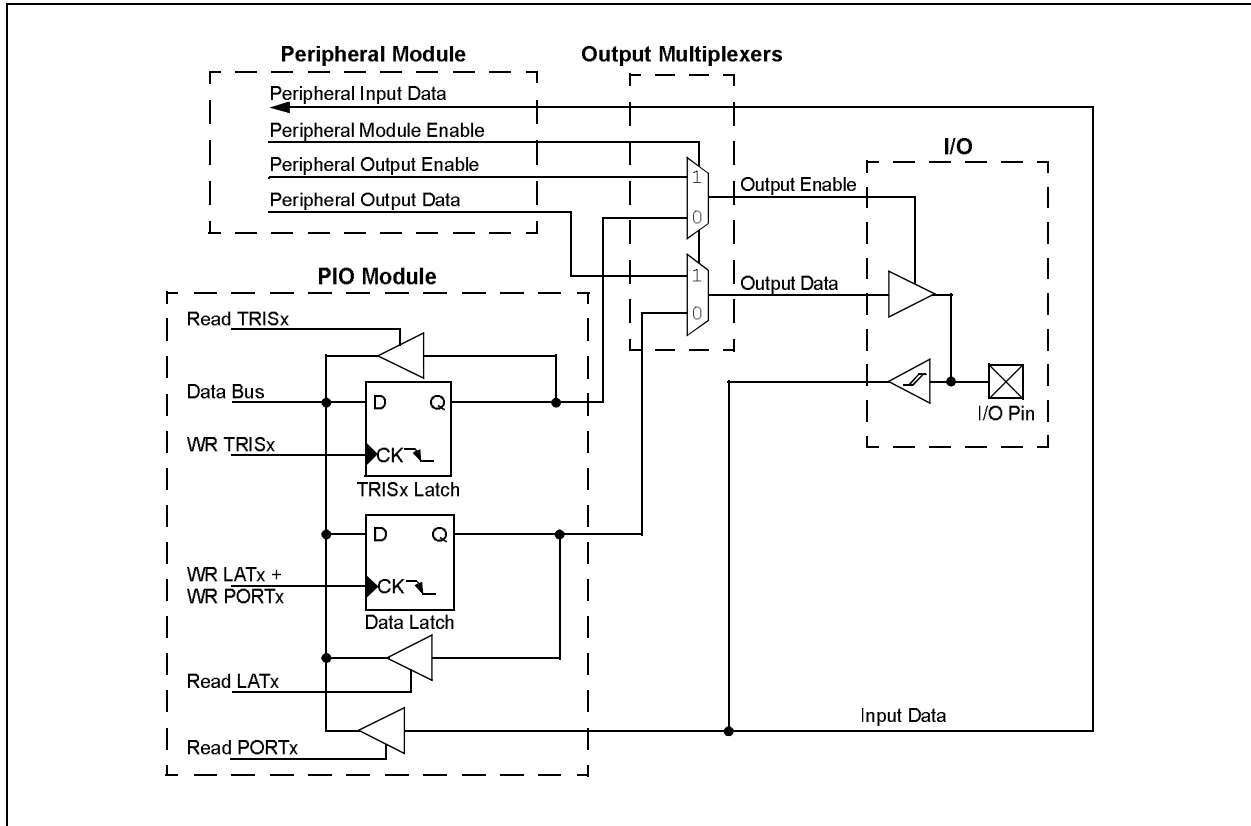 Peripheral Module
Output Multiplexers
Peripheral Input Data
Peripheral Module Enable
Peripheral Output Enable
Peripheral Output Data
1
0
Output Enable
I/O
1
0
Output Data
I/O Pin
PIO Module
Read TRISx
Data Bus
D
Q
WR TRISx
CK
TRISx Latch
D
Q
WR LATx +
WR PORTx
CK
Data Latch
Read LATx
Read PORTx
Input Data